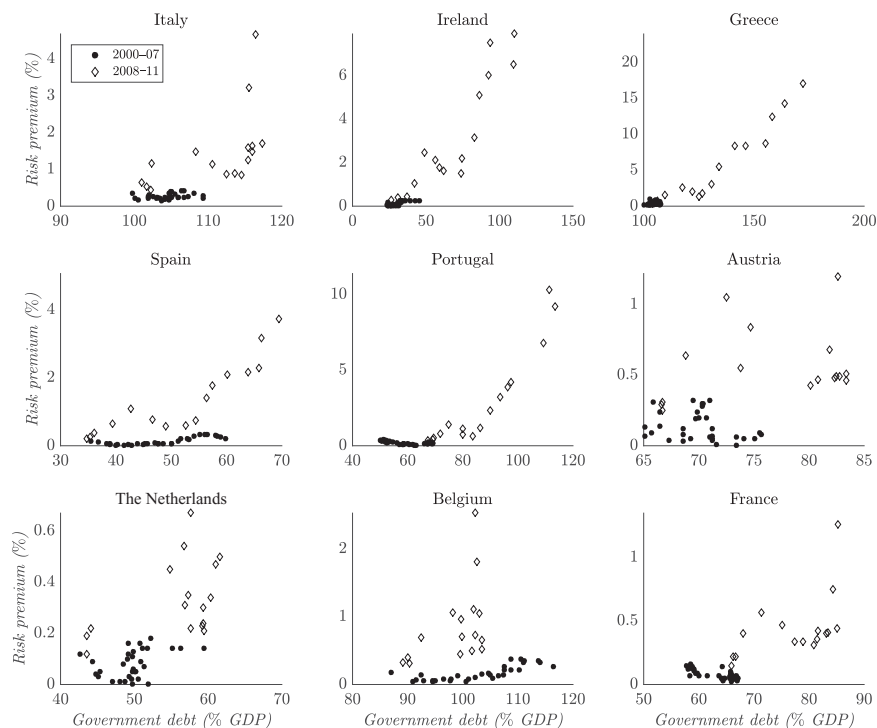 Italy
Ireland
Greece
Risk premium (%)
4
3
2
1
0
2000–07
2008–11
90 100 110 120
8
6
4
2
0
0 50 100 150
20
15
10
5
0
100 150 200
Spain
Portugal
Austria
Risk premium (%)
4
2
0
30 40 50 60 70
10
5
0
40 60 80 100 120
1
0.5
0
65 70 75 80 85
The Netherlands
Belgium
France
Risk premium (%)
0.6
0.4
0.2
0
40 50 60 70
2
1
0
80 90 100 110 120
1
0.5
0
50 60 70 80 90
Government debt (% GDP)
Government debt (% GDP)
Government debt (% GDP)